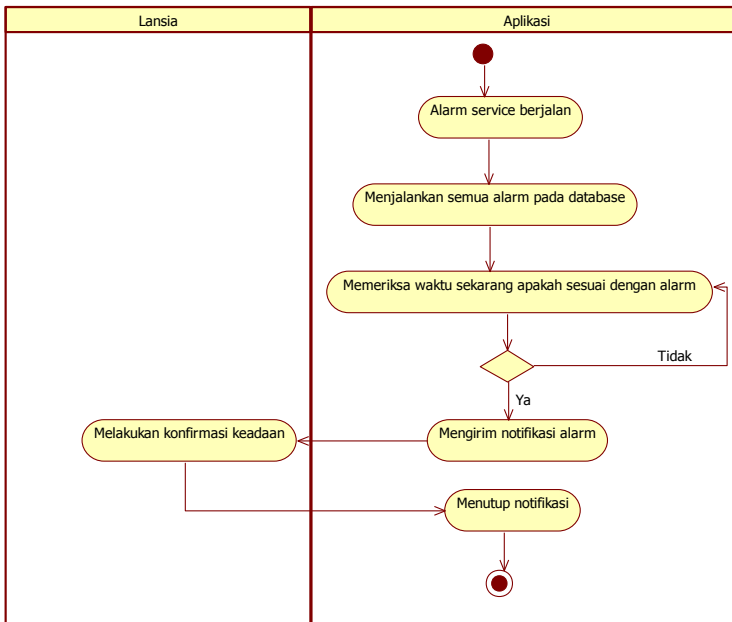 Lansia
Aplikasi
Alarm service berjalan
Menjalankan semua alarm pada database
Memeriksa waktu sekarang apakah sesuai dengan alarm
Tidak
Ya
Melakukan konfirmasi keadaan
Mengirim notifikasi alarm
Menutup notifikasi